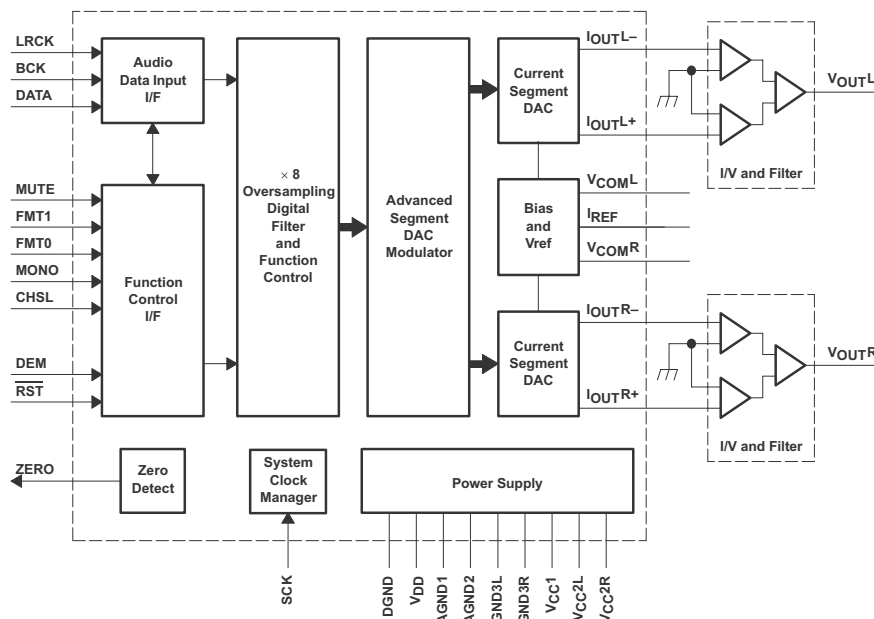 LRCK
BCK
DATA
Audio
Data Input
I/F
MUTE
FMT1
FMT0
MONO
CHSL
DEM
RST
Function
Control
I/F
× 8
Oversampling
Digital
Filter
and
Function
Control
Advanced
Segment
DAC
Modulator
Current
Segment
DAC
IOUTL–
IOUTL+
Bias
and
Vref
VCOML
IREF
VCOMR
Current
Segment
DAC
IOUTR–
IOUTR+
VOUTL
I/V and Filter
VOUTR
I/V and Filter
ZERO
Zero
Detect
System
Clock
Manager
Power Supply
SCK
DGND
VDD
AGND1
AGND2
GND3L
GND3R
VCC1
VCC2L
VCC2R